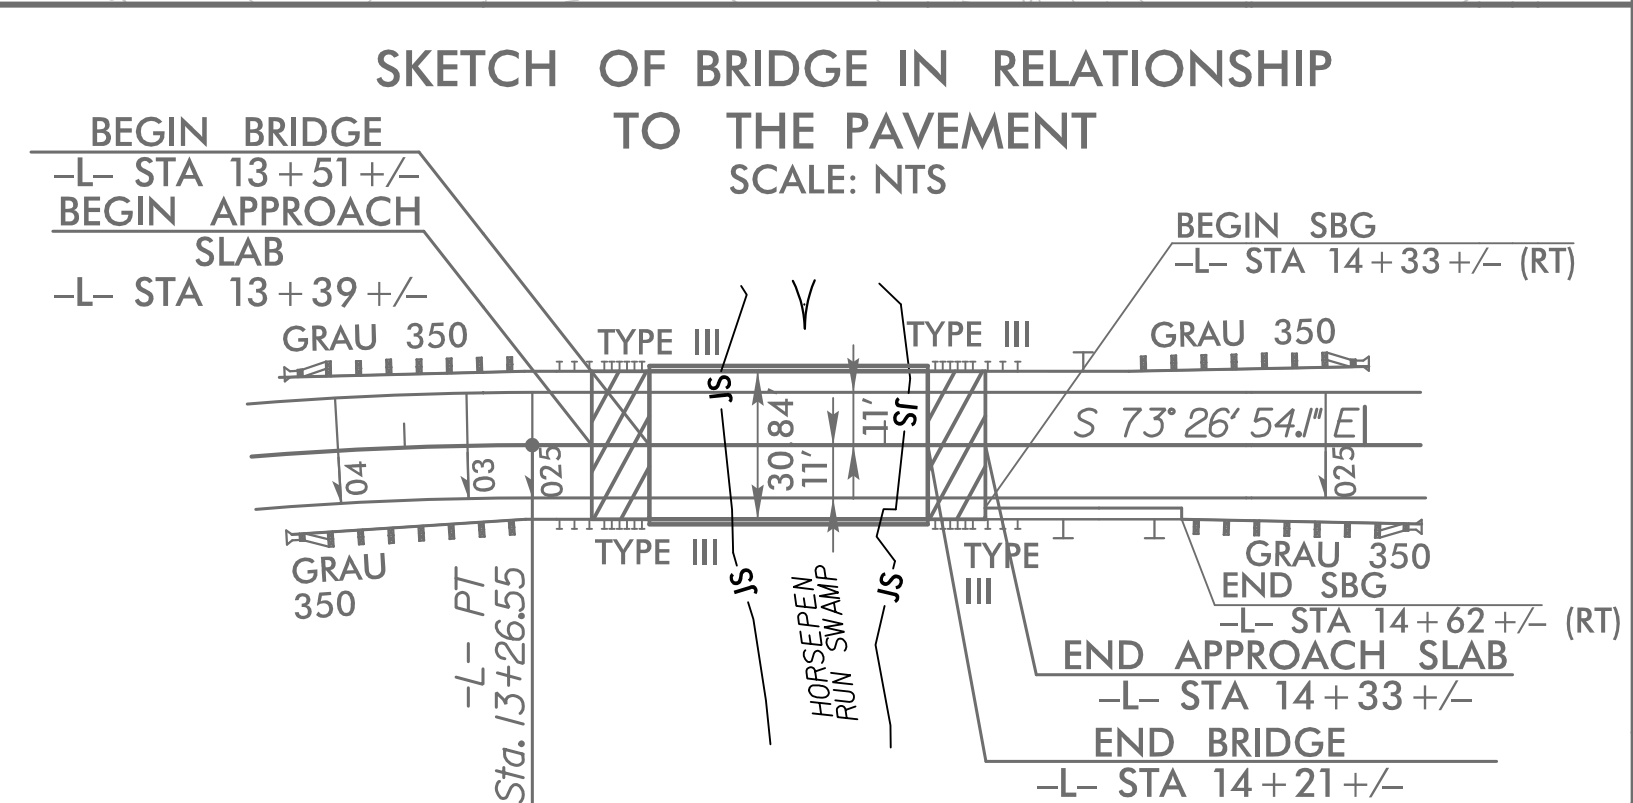 SKETCH OF BRIDGE IN RELATIONSHIP
TO THE PAVEMENT
SCALE: NTS
BEGIN BRIDGE
-L- STA 13+51 +/-
BEGIN APPROACH
SLAB
-L- STA 13+39 +/-
BEGIN SBG
-L- STA 14+33 +/- (RT)
GRAU 350
TYPE III
TYPE III
GRAU 350
JS
JS
30.84'
11'
11'
S 73° 26' 54.1" E
04
03
025
025
TYPE III
TYPE
III
GRAU
350
GRAU 350
JS
JS
HORSEPEN
RUN SWAMP
END SBG
-L- STA 14+62 +/- (RT)
END APPROACH SLAB
-L- STA 14+33 +/-
END BRIDGE
-L- STA 14+21 +/-
-L- PT
Sta. 13+26.55